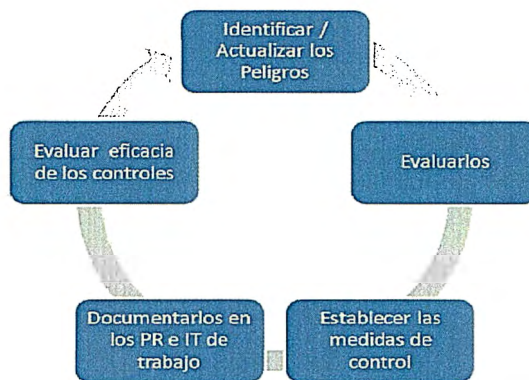 Identificar /
Actualizar los
Peligros
Evaluarlos
Establecer las
medidas de
control
Documentarlos en
los PR e IT de
trabajo
Evaluar eficacia
de los controles